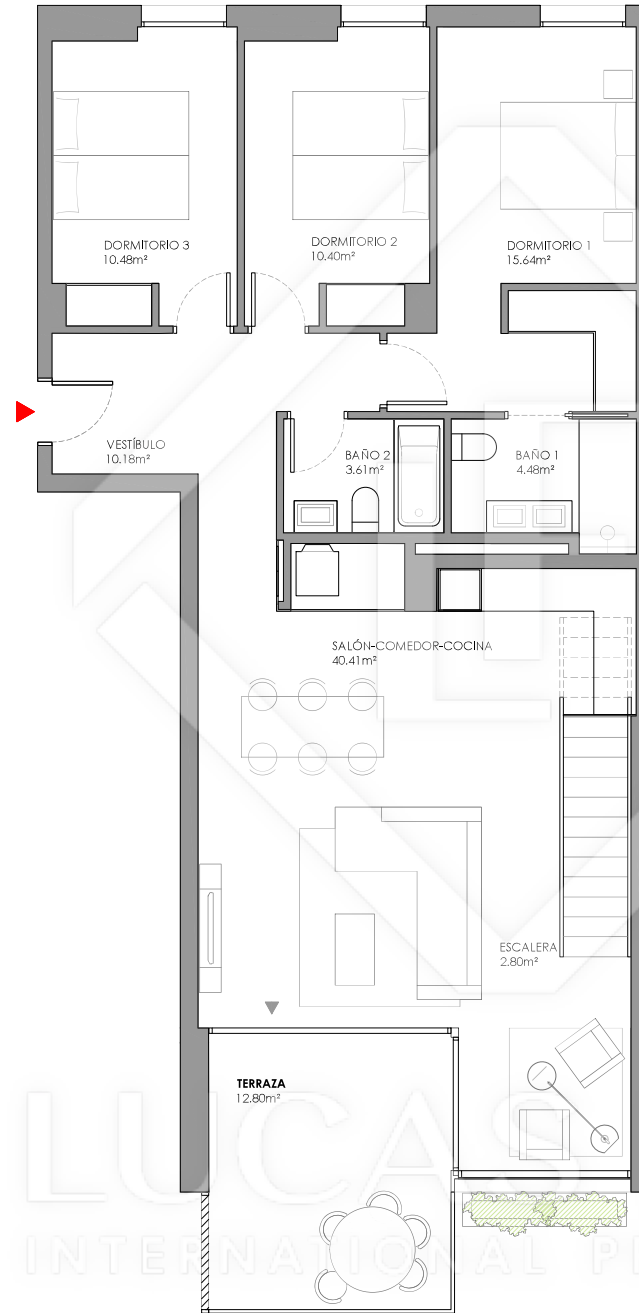 DORMITORIO 3
10.48m²
DORMITORIO 2
10.40m²
DORMITORIO 1
15.64m²
VESTÍBULO
10.18m²
BAÑO 2
3.61m²
BAÑO 1
4.48m²
SALÓN-COMEDOR-COCINA
40.41m²
ESCALERA
2.80m²
TERRAZA
12.80m²
LUCAS
INTERNATIONAL